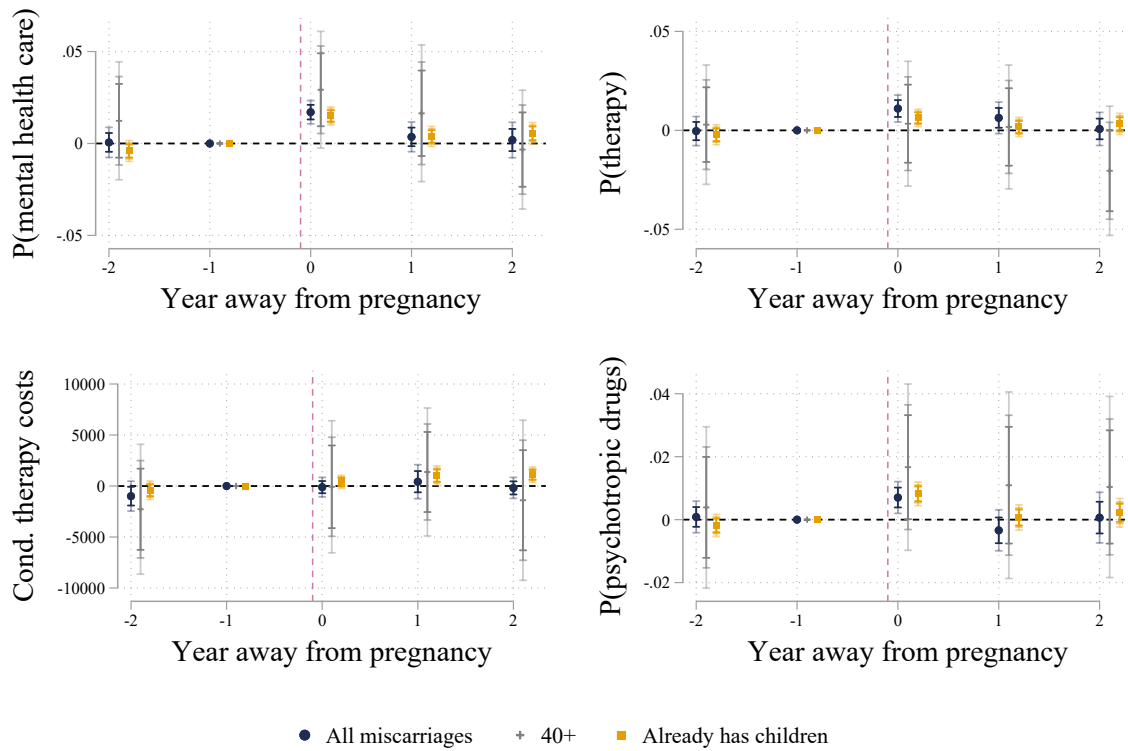 P(mental health care)
.05
0
-.05
-2 -1 0 1 2
Year away from pregnancy
P(therapy)
.05
0
-.05
-2 -1 0 1 2
Year away from pregnancy
Cond. therapy costs
10000
5000
0
-5000
-10000
-2 -1 0 1 2
Year away from pregnancy
P(psychotropic drugs)
.04
.02
0
-.02
-2 -1 0 1 2
Year away from pregnancy
All miscarriages 40+ Already has children